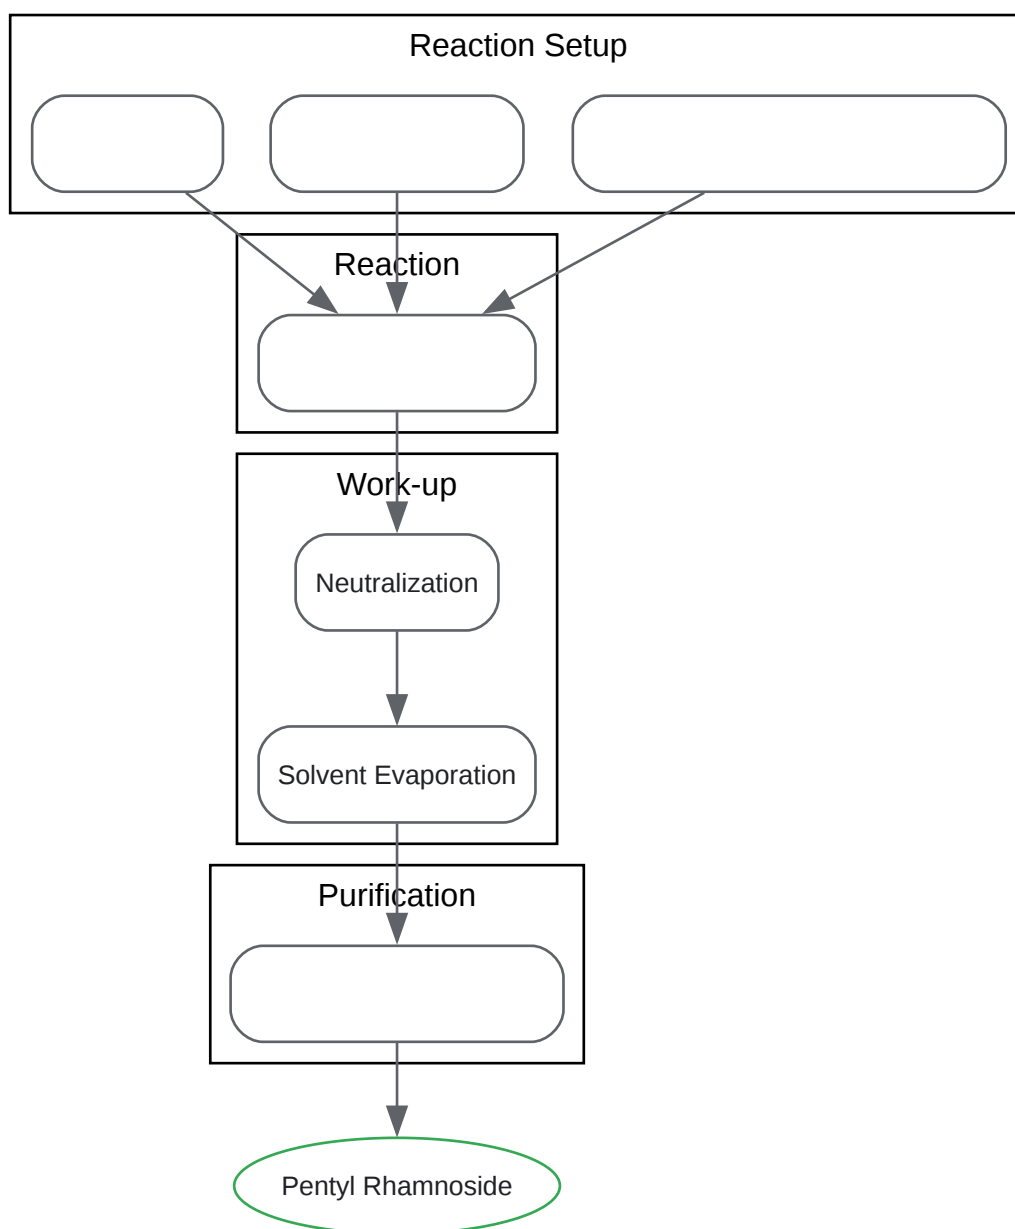 Reaction Setup
Reaction
Work-up
Neutralization
Solvent Evaporation
Purification
Pentyl Rhamnoside